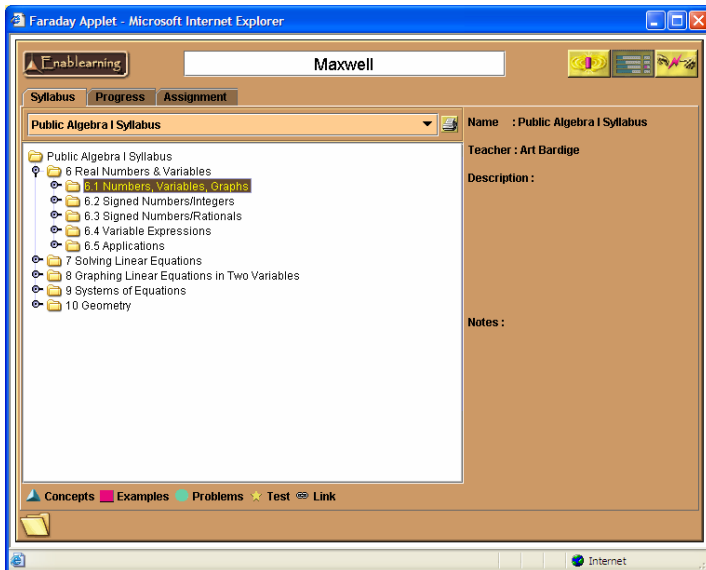 Faraday Applet - Microsoft Internet Explorer
Enablearning
Maxwell
Syllabus Progress Assignment
Public Algebra I Syllabus
Name : Public Algebra I Syllabus
Teacher : Art Bardige
Description :
Notes :
Public Algebra I Syllabus
6 Real Numbers & Variables
6.1 Numbers, Variables, Graphs
6.2 Signed Numbers/Integers
6.3 Signed Numbers/Rationals
6.4 Variable Expressions
6.5 Applications
7 Solving Linear Equations
8 Graphing Linear Equations in Two Variables
9 Systems of Equations
10 Geometry
Concepts Examples Problems Test Link
Internet